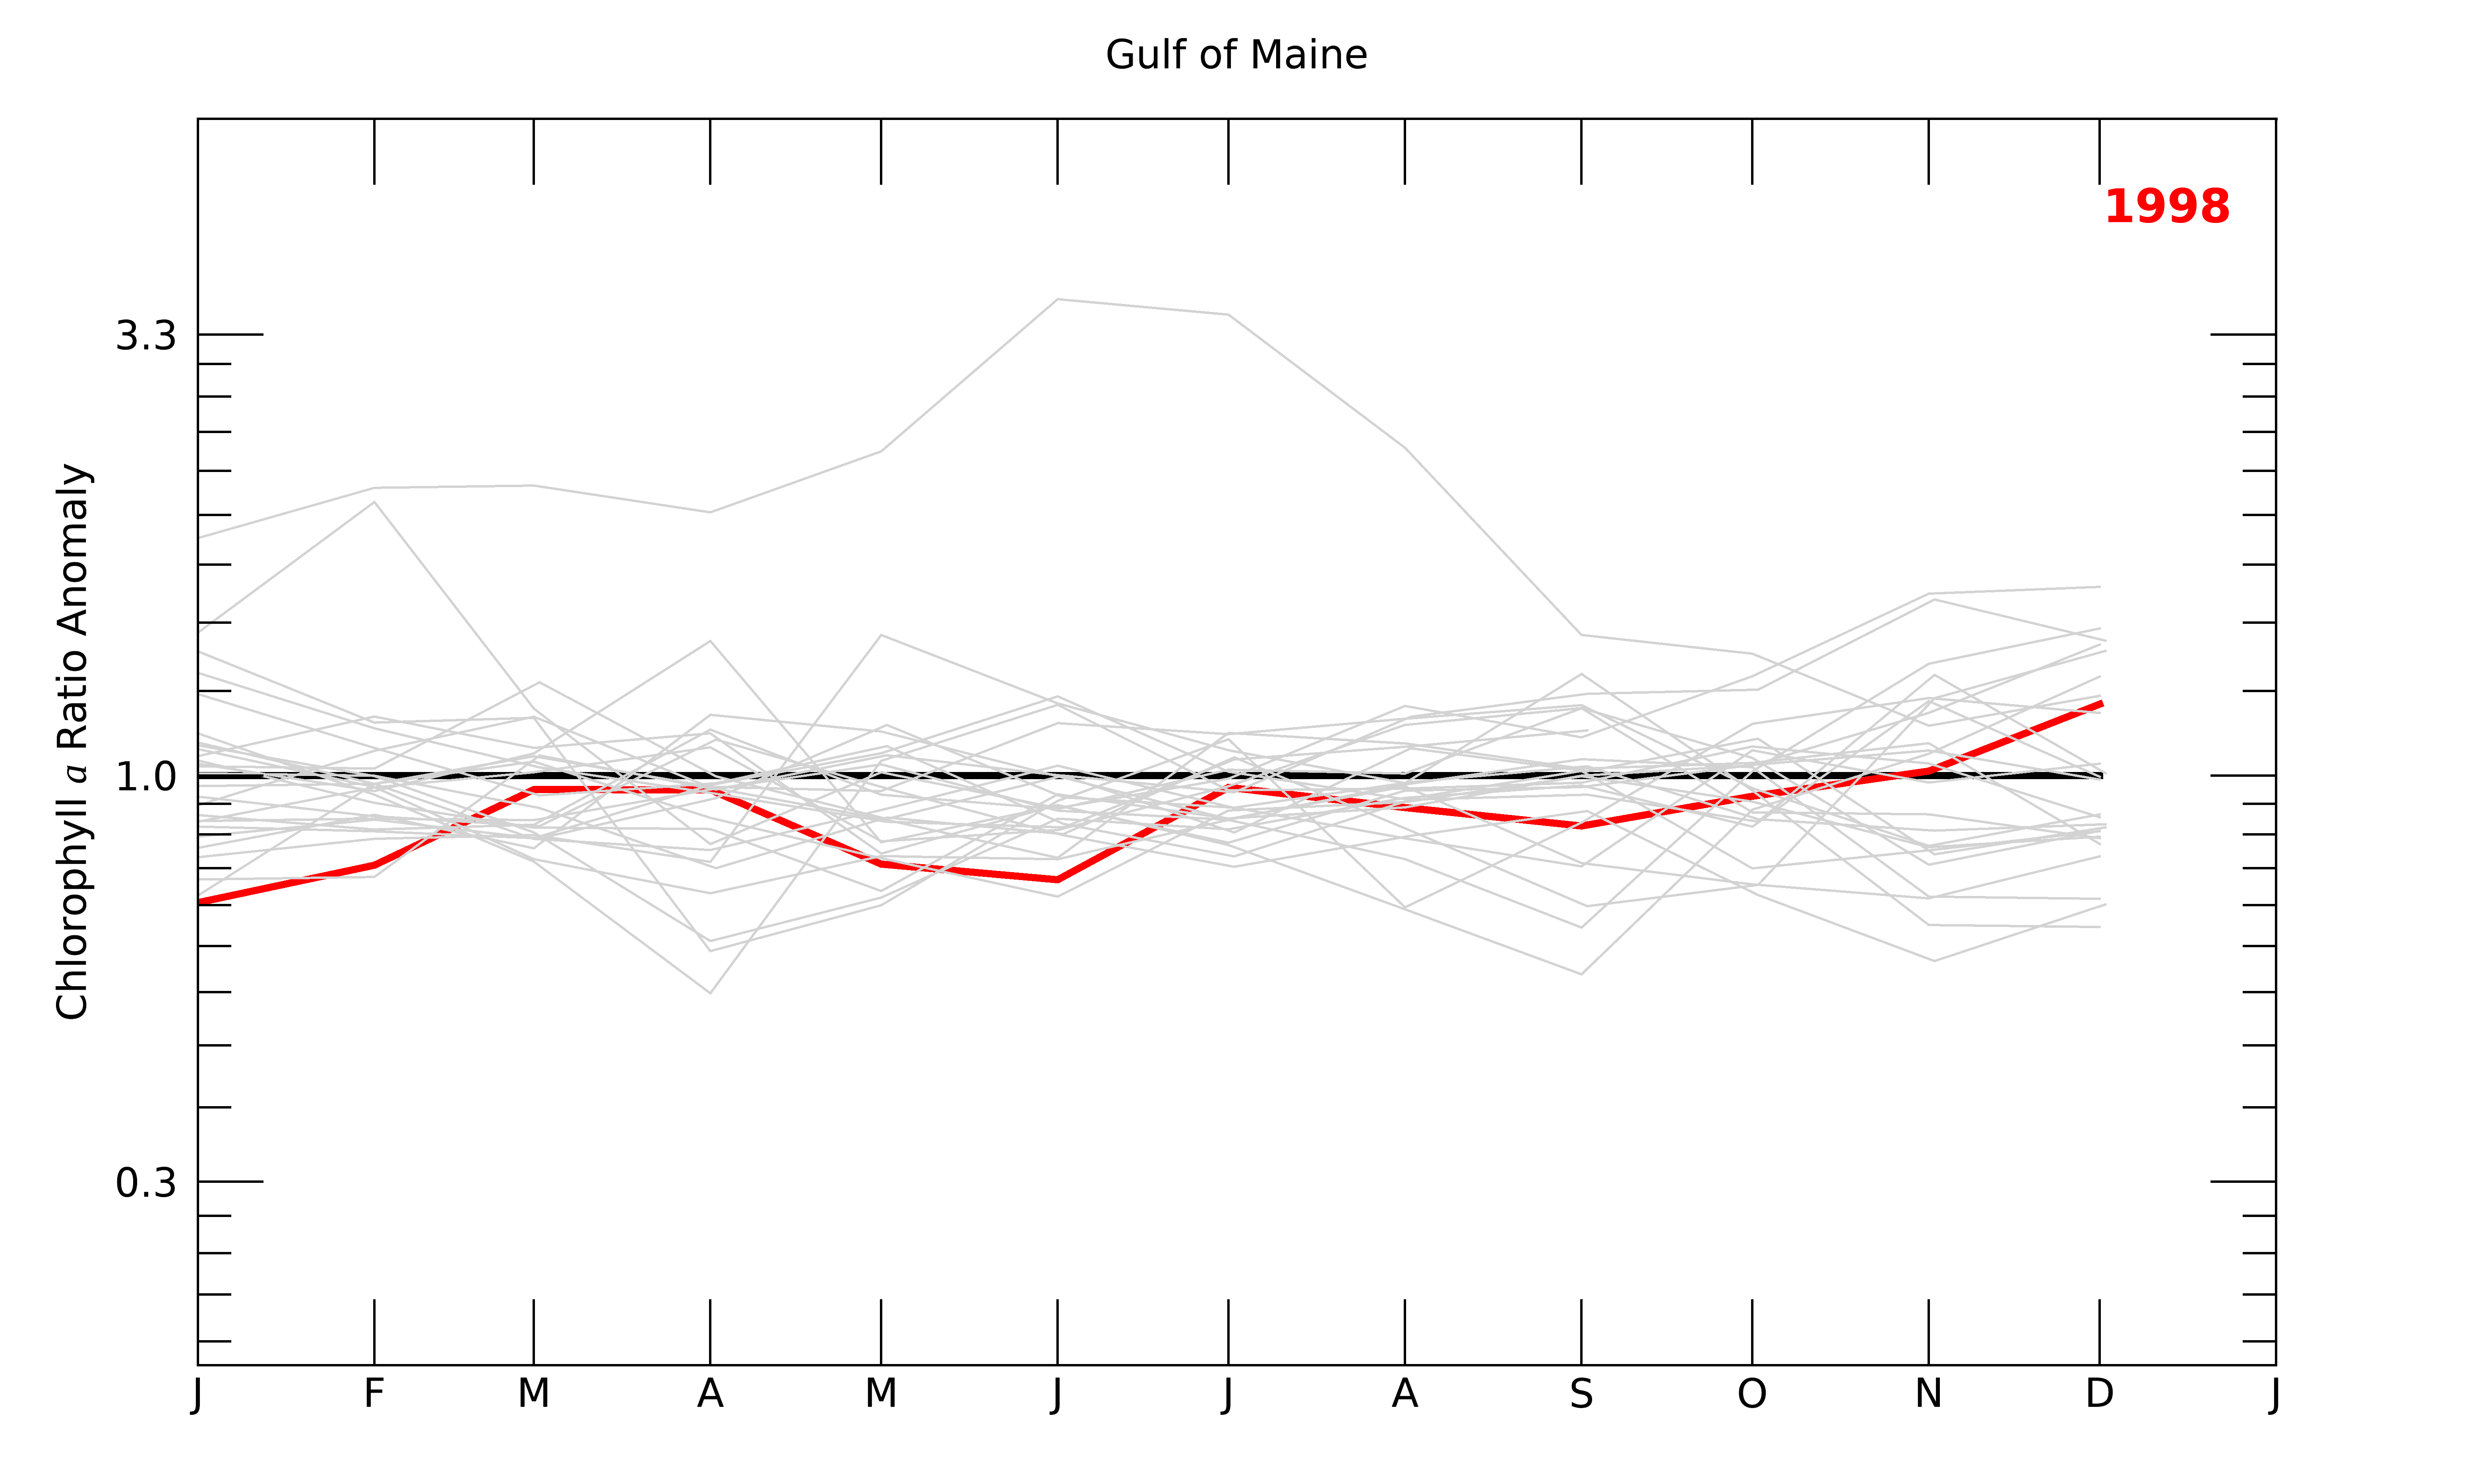 Gulf of Maine
1998
3.3
1.0
0.3
Chlorophyll a Ratio Anomaly
J F M A M J J A S O N D J